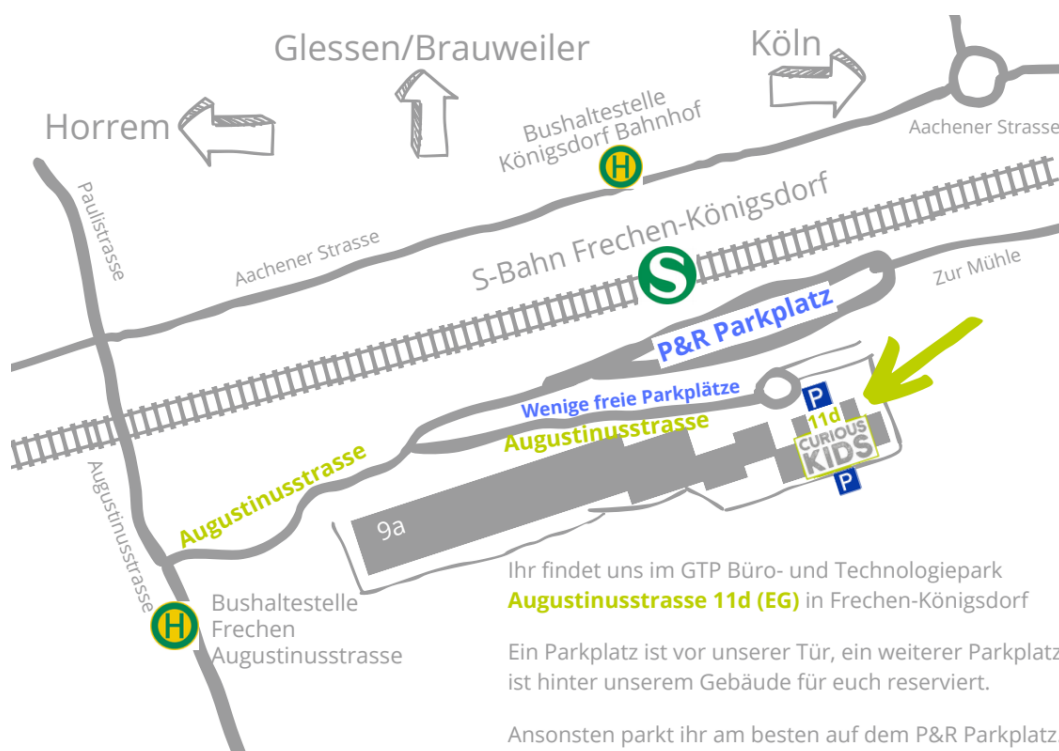 Glessen/Brauweiler
Köln
Horrem
Bushaltestelle
Königsdorf Bahnhof
H
Aachener Strasse
Paulistrasse
Aachener Strasse
S-Bahn Frechen-Königsdorf
S
Zur Mühle
P&R Parkplatz
Wenige freie Parkplätze
P
11d
Augustinusstrasse
CURIOUS
KIDS
P
Augustinusstrasse
Augustinusstrasse
9a
H
Bushaltestelle
Frechen
Augustinusstrasse
Ihr findet uns im GTP Büro- und Technologiepark
Augustinusstrasse 11d (EG) in Frechen-Königsdorf
Ein Parkplatz ist vor unserer Tür, ein weiterer Parkplatz
ist hinter unserem Gebäude für euch reserviert.
Ansonsten parkt ihr am besten auf dem P&R Parkplatz